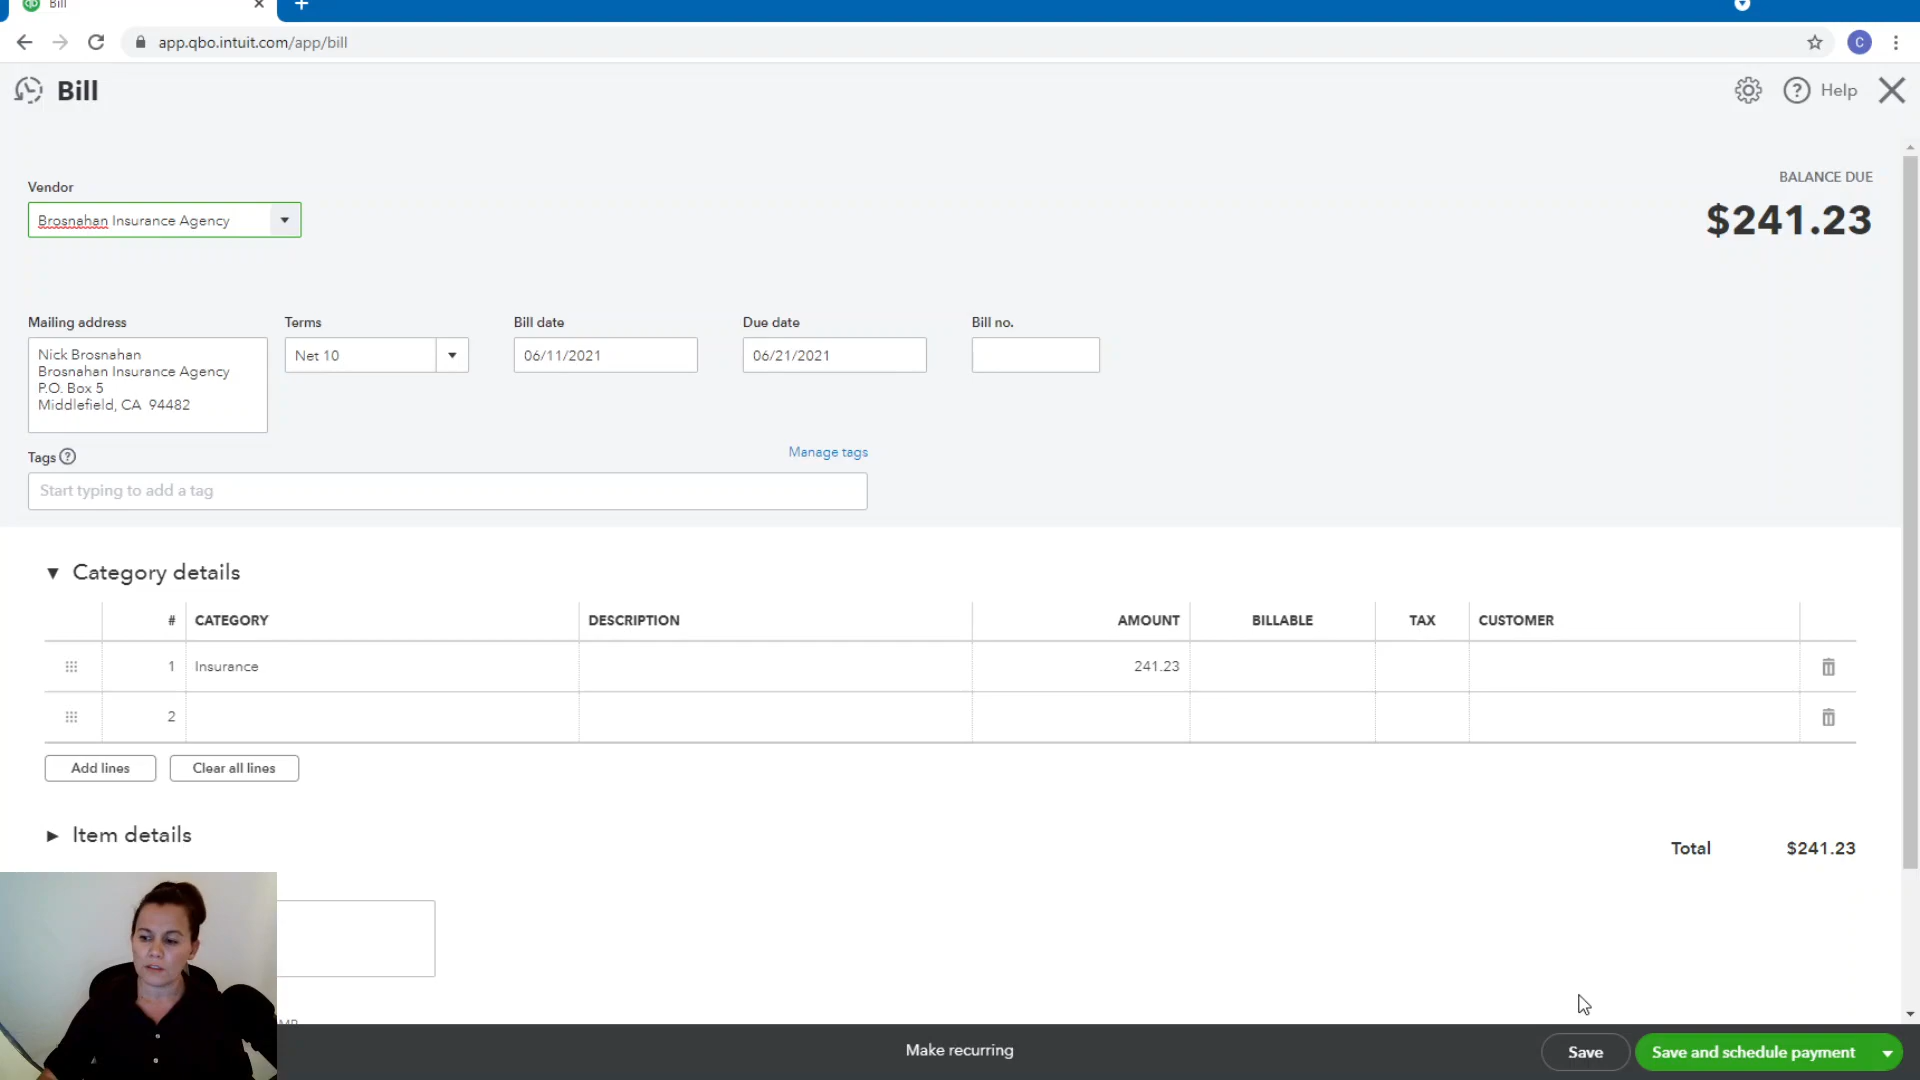 Bill
app.qbo.intuit.com/app/bill
C
Bill
Help
Vendor
BALANCE DUE
Brosnahan Insurance Agency
$241.23
Mailing address
Terms
Bill date
Due date
Bill no.
Nick Brosnahan
Brosnahan Insurance Agency
P.O. Box 5
Middlefield, CA 94482
Net 10
06/11/2021
06/21/2021
Tags
Manage tags
Start typing to add a tag
Category details
# CATEGORY DESCRIPTION AMOUNT BILLABLE TAX CUSTOMER
1 Insurance 241.23
2
Add lines
Clear all lines
Item details
Total $241.23
Make recurring
Save
Save and schedule payment